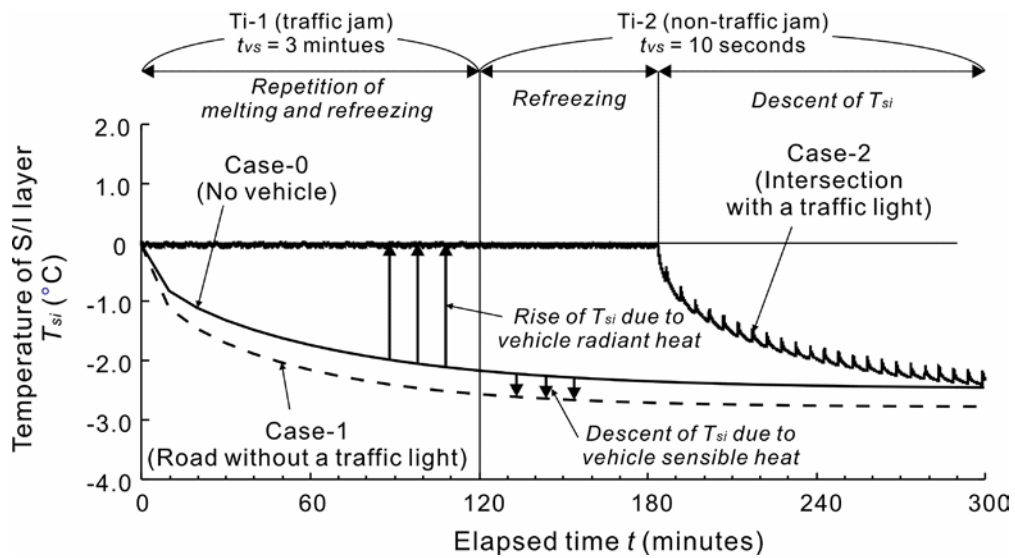 Ti-1 (traffic jam)
tvs = 3 mintues
Ti-2 (non-traffic jam)
tvs = 10 seconds
Repetition of
melting and refreezing
Refreezing
Descent of Tsi
2.0
1.0
0
-1.0
-2.0
-3.0
-4.0
Temperature of S/I layer
Tsi (°C)
Case-0
(No vehicle)
Case-2
(Intersection
with a traffic light)
Rise of Tsi due to
vehicle radiant heat
Case-1
(Road without a traffic light)
Descent of Tsi due to
vehicle sensible heat
0
60
120
180
240
300
Elapsed time t (minutes)